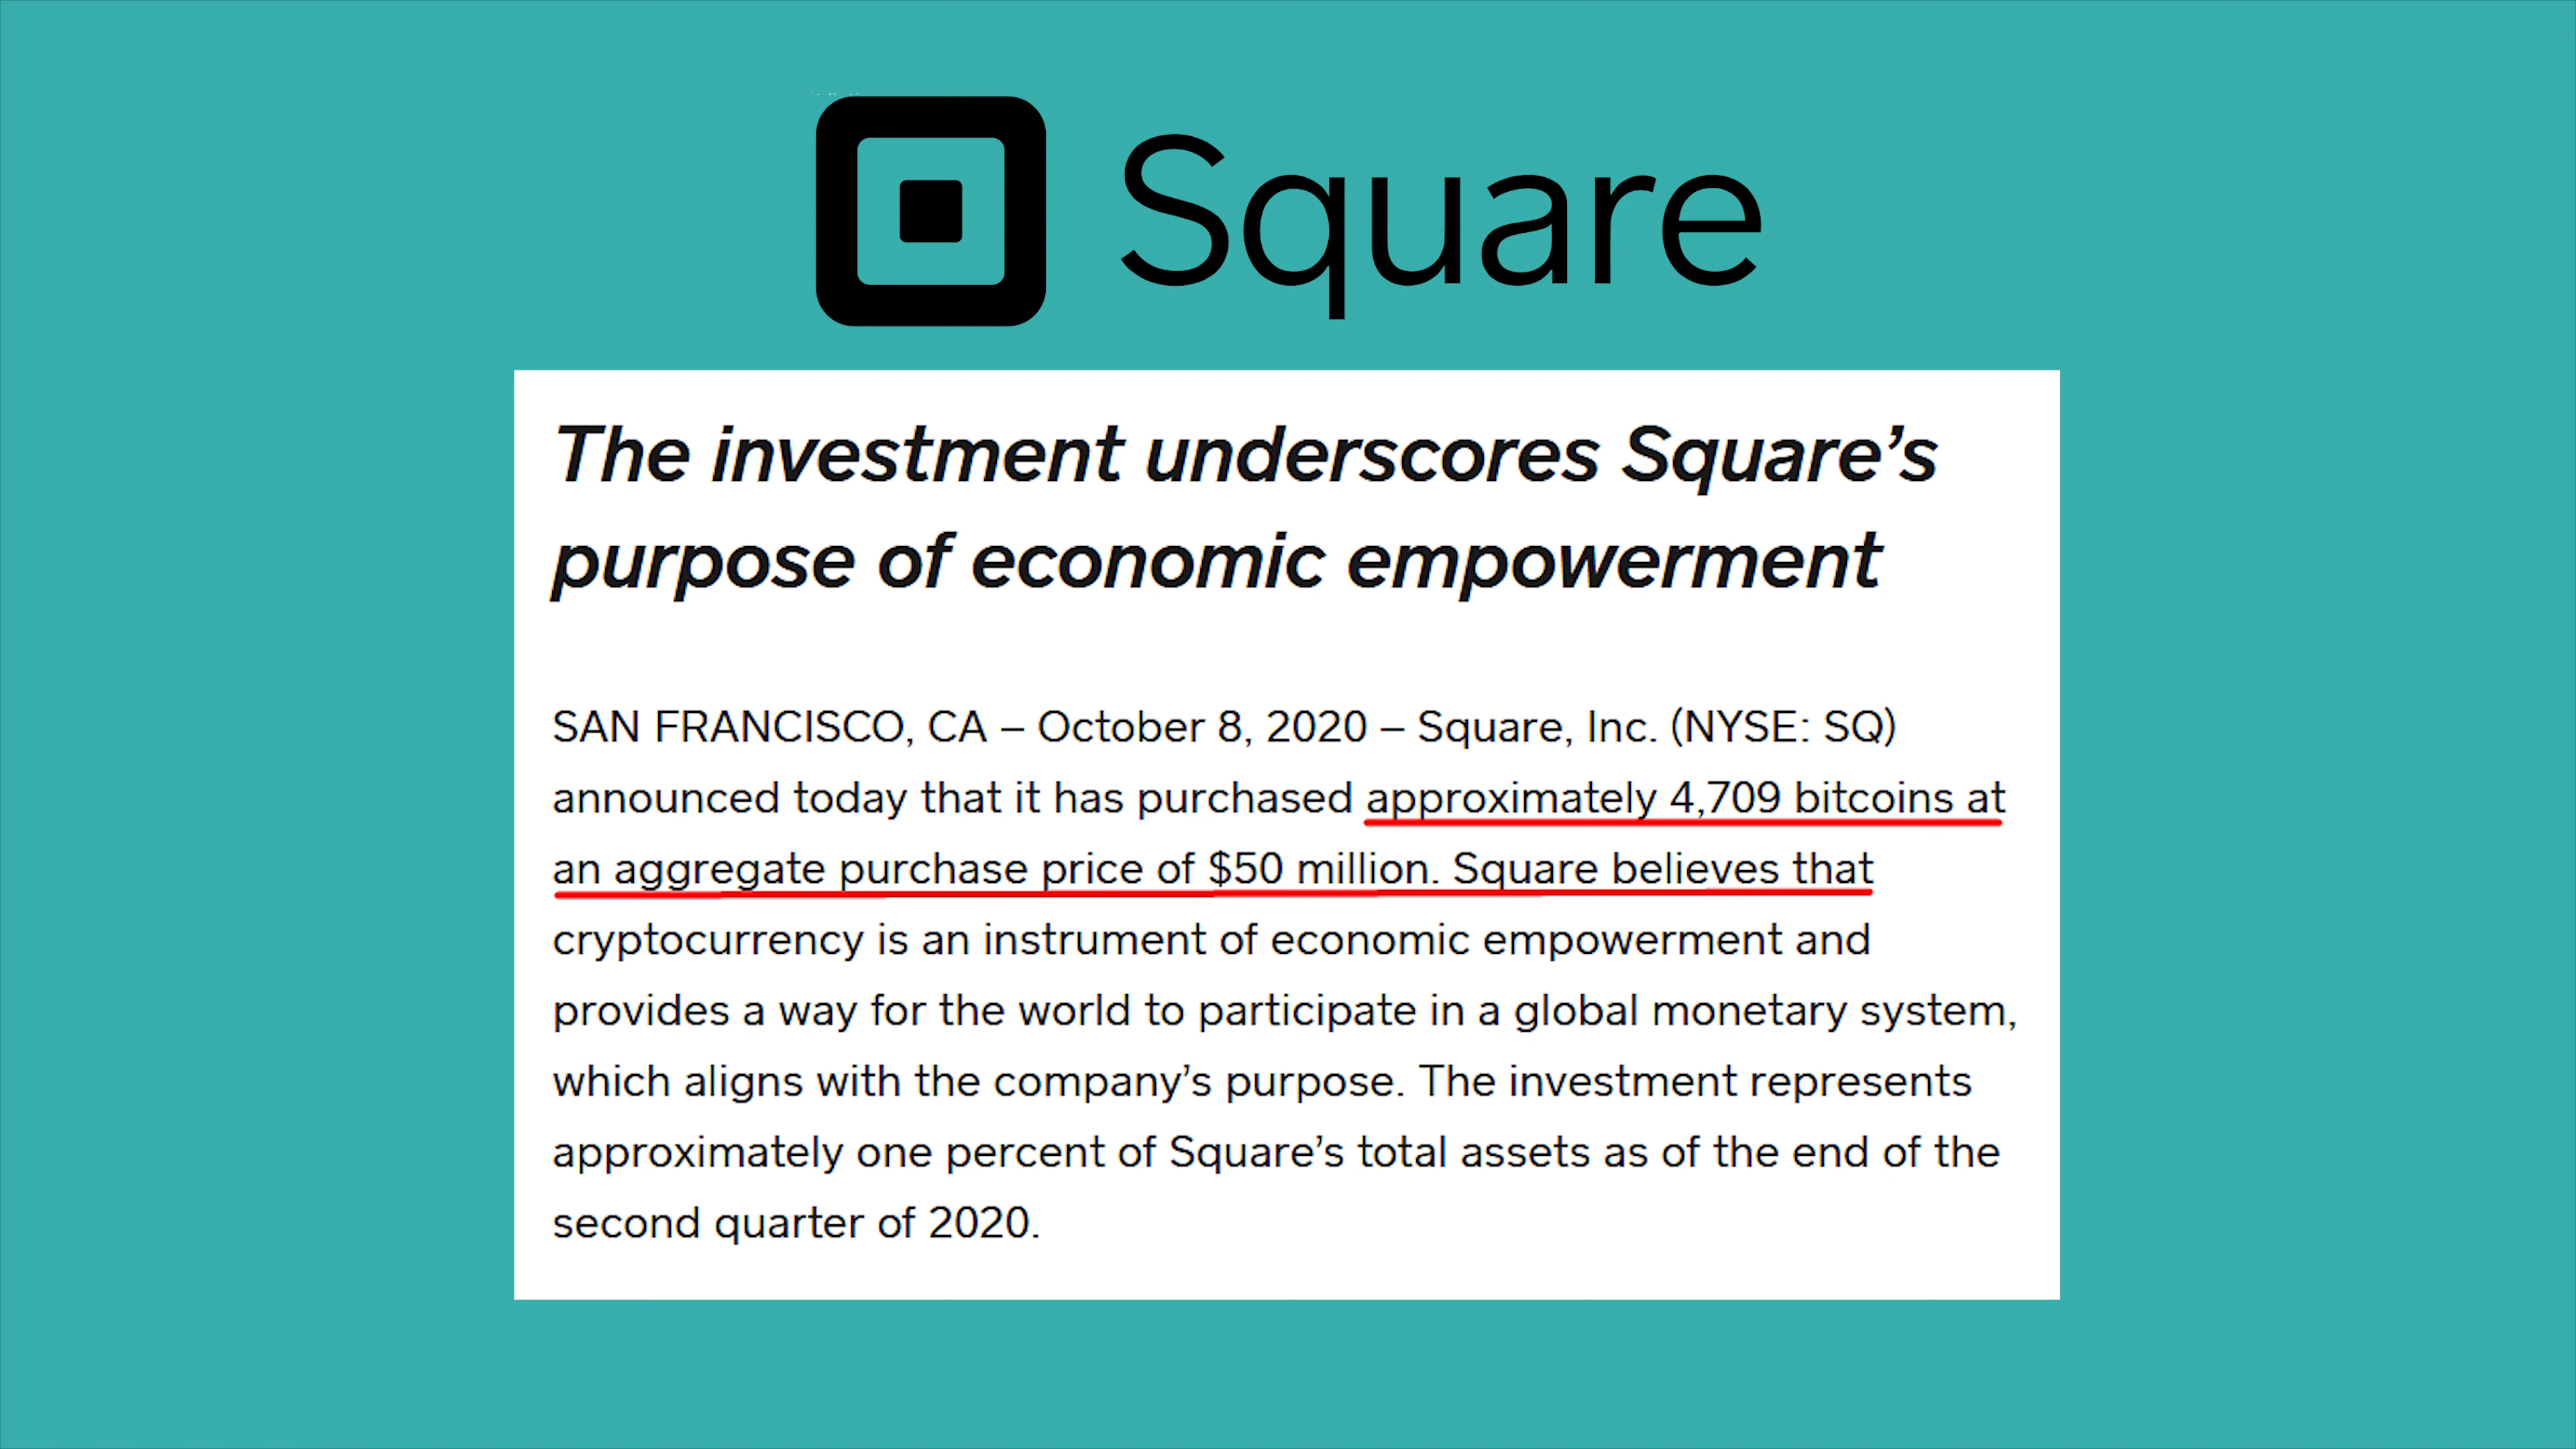 Square
The investment underscores Square’s
purpose of economic empowerment
SAN FRANCISCO, CA – October 8, 2020 – Square, Inc. (NYSE: SQ)
announced today that it has purchased approximately 4,709 bitcoins at
an aggregate purchase price of $50 million. Square believes that
cryptocurrency is an instrument of economic empowerment and
provides a way for the world to participate in a global monetary system,
which aligns with the company’s purpose. The investment represents
approximately one percent of Square’s total assets as of the end of the
second quarter of 2020.